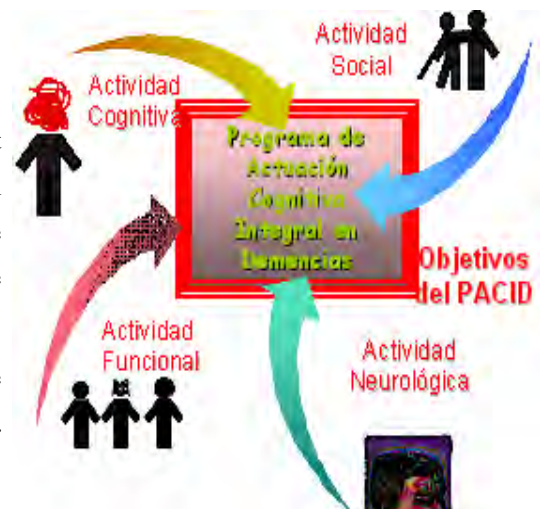 Actividad
Social
Actividad
Cognitiva
Programa de
Actuación
Cognitiva
Integral en
Demencias
Objetivos
del PACID
Actividad
Funcional
Actividad
Neurológica